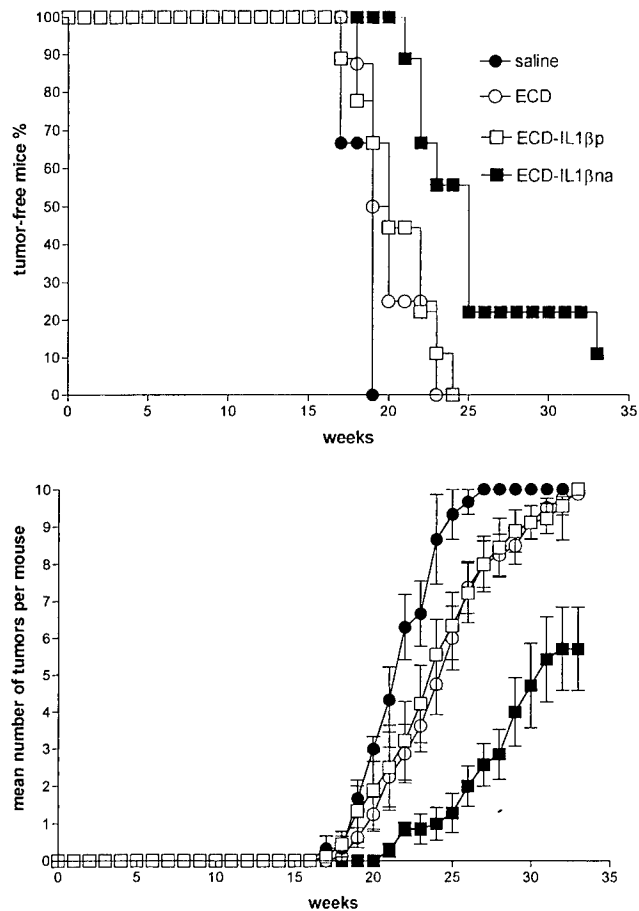 tumor-free mice %
100
90
80
70
60
50
40
30
20
10
0
saline
ECD
ECD-IL1βp
ECD-IL1βna
0 5 10 15 20 25 30 35
weeks
mean number of tumors per mouse
10
9
8
7
6
5
4
3
2
1
0
0 5 10 15 20 25 30 35
weeks